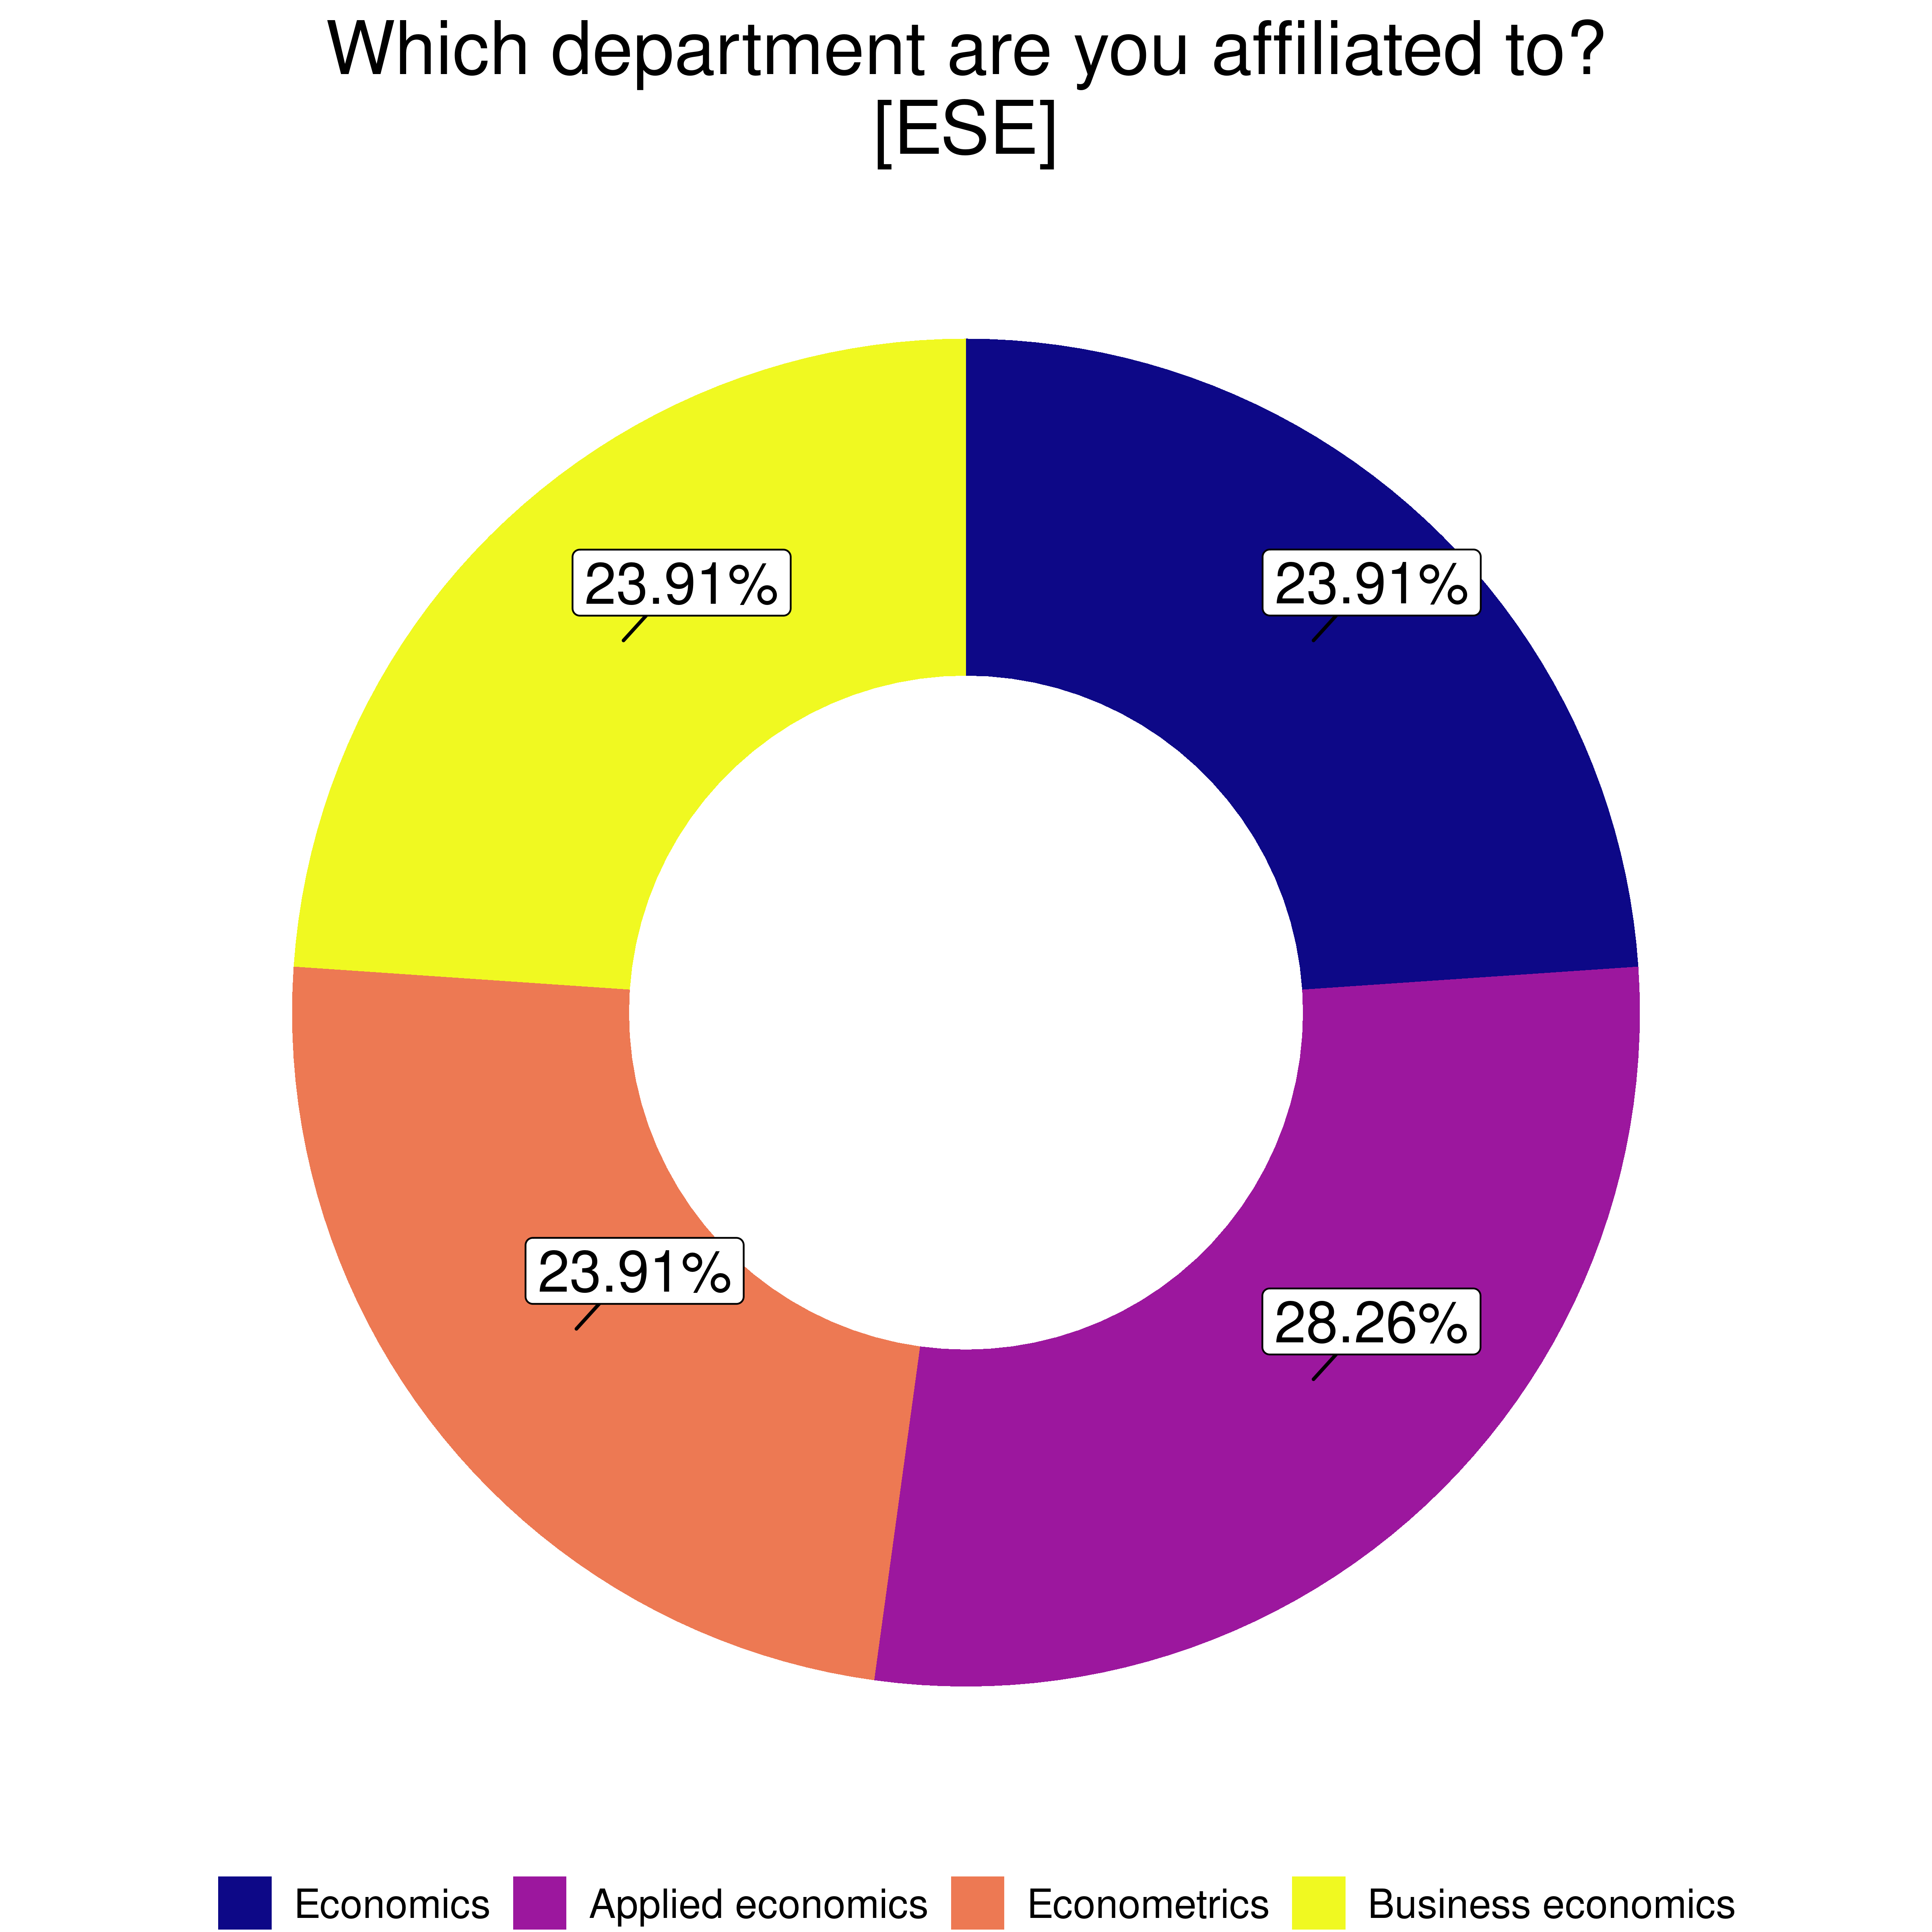 Which department are you affiliated to?
[ESE]
23.91%
23.91%
23.91%
28.26%
Economics
Applied economics
Econometrics
Business economics